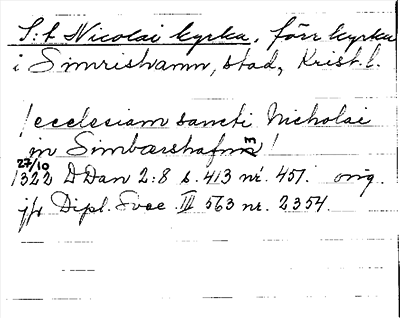 S:t Nicolai kyrka, förr kyrka
i Simrishamn, stad, Krist.l.
/ecclesiam sancti Nicholai
in Simbærshafnæ/
27/10
1322 DDan 2:8 s. 413 nr. 457. orig.
jfr Dipl. Svec. III 563 nr. 2354.